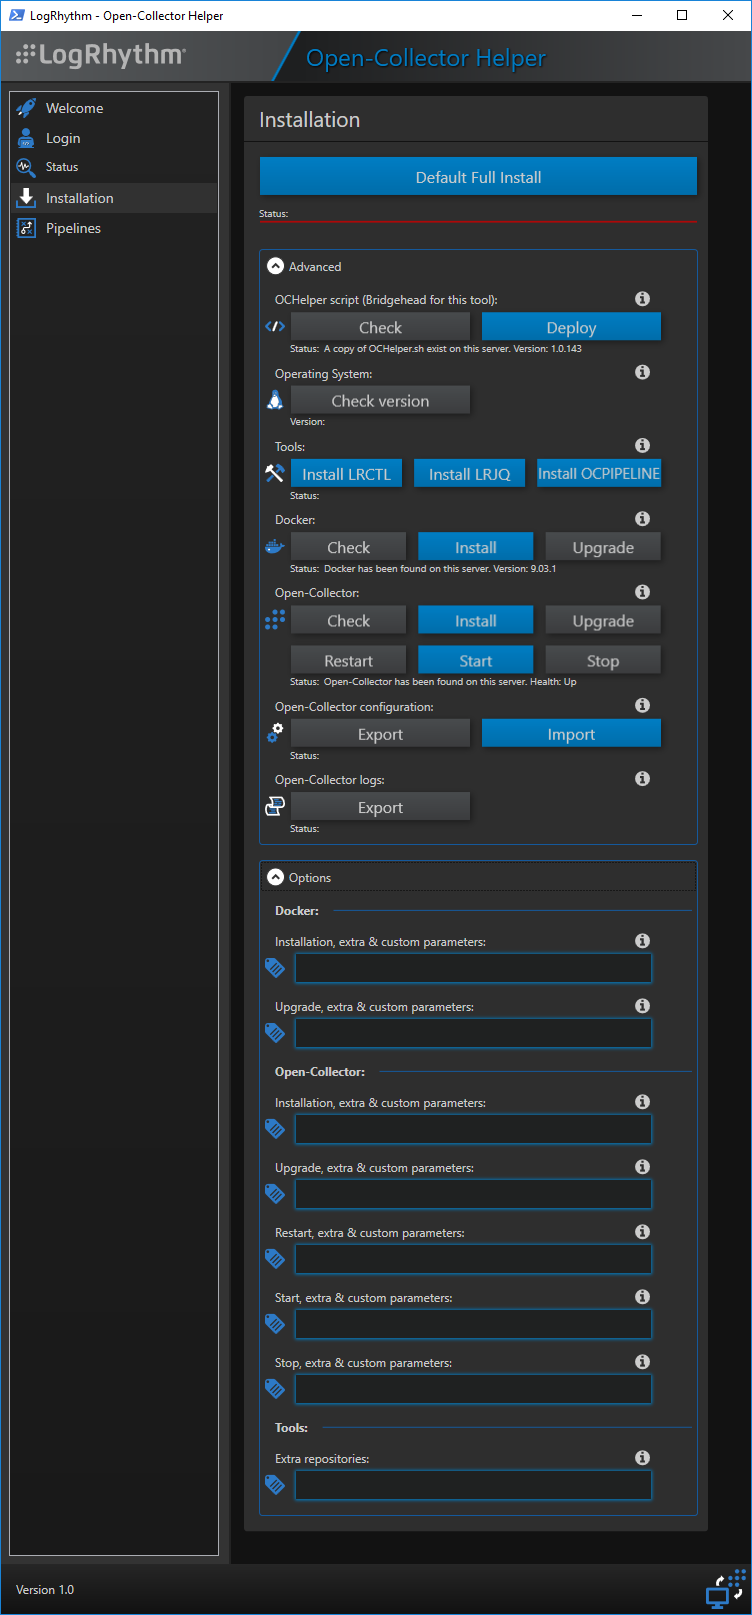 LogRhythm - Open-Collector Helper
LogRhythm
Open-Collector Helper
Welcome
Login
Status
Installation
Pipelines
Installation
Default Full Install
Status:
Advanced
OCHelper script (Bridgehead for this tool):
Check Deploy
Status: A copy of OCHelper.sh exist on this server. Version: 1.0.143
Operating System:
Check version
Version:
Tools:
Install LRCTL Install LRJQ Install OCPIPELINE
Status:
Docker:
Check Install Upgrade
Status: Docker has been found on this server. Version: 9.03.1
Open-Collector:
Check Install Upgrade
Restart Start Stop
Status: Open-Collector has been found on this server. Health: Up
Open-Collector configuration:
Export Import
Status:
Open-Collector logs:
Export
Status:
Options
Docker:
Installation, extra & custom parameters:
Upgrade, extra & custom parameters:
Open-Collector:
Installation, extra & custom parameters:
Upgrade, extra & custom parameters:
Restart, extra & custom parameters:
Start, extra & custom parameters:
Stop, extra & custom parameters:
Tools:
Extra repositories:
Version 1.0